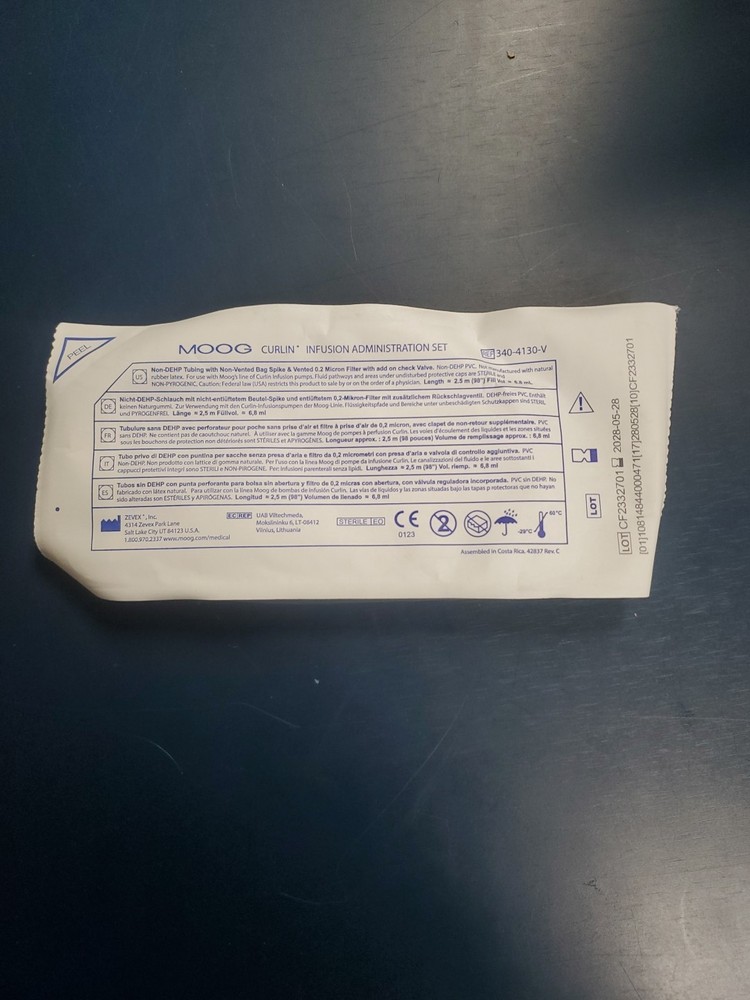 PEEL
MOOG CURLIN® INFUSION ADMINISTRATION SET
REF 340-4130-V
US
Non-DEHP Tubing with Non-Vented Bag Spike & Vented 0.2 Micron Filter with add on check Valve. Non-DEHP PVC. Not manufactured with natural
rubber latex. For use with Moog's line of Curlin Infusion pumps. Fluid pathways and areas under undisturbed protective caps are STERILE and
NON-PYROGENIC. Caution: Federal law (USA) restricts this product to sale by or on the order of a physician. Length ≈ 2.5 m (98") Fill Vol ≈ 6.8 mL.
DE
Nicht-DEHP-Schlauch mit nicht-entlüftetem Beutel-Spike und entlüftetem 0,2-Mikron-Filter mit zusätzlichem Rückschlagventil. DEHP-freies PVC. Enthält
keinen Naturgummi. Zur Verwendung mit den Curlin-Infusionspumpen der Moog-Linie. Flüssigkeitspfade und Bereiche unter unbeschädigten Schutzkappen sind STERIL
und PYROGENFREI. Länge ≈ 2,5 m Füllvol. ≈ 6,8 ml
FR
Tubulure sans DEHP avec perforateur pour poche sans prise d'air et filtre à prise d'air de 0,2 micron, avec clapet de non-retour supplémentaire. PVC
sans DEHP. Ne contient pas de caoutchouc naturel. À utiliser avec la gamme Moog de pompes à perfusion Curlin. Les voies d'écoulement des liquides et les zones situées
sous les bouchons de protection non détériorés sont STÉRILES et APYROGÈNES. Longueur approx. : 2,5 m (98 pouces) Volume de remplissage approx. : 6,8 ml
IT
Tubo privo di DEHP con puntina per sacche senza presa d'aria e filtro da 0,2 micrometri con presa d'aria e valvola di controllo aggiuntiva. PVC
Non-DEHP. Non prodotto con lattice di gomma naturale. Per l'uso con la linea Moog di pompe da infusione Curlin. Le canalizzazioni del fluido e le aree sottostanti i
cappucci protettivi integri sono STERILI e NON-PIROGENE. Per infusioni parenterali senza lipidi. Lunghezza ≈ 2,5 m (98") Vol. riemp. ≈ 6,8 ml
ES
Tubos sin DEHP con punta perforante para bolso sin abertura y filtro de 0,2 micras con abertura, con válvula reguladora incorporada. PVC sin DEHP. No
fabricado con látex natural. Para utilizar con la línea Moog de bombas de infusión Curlin. Las vías de líquidos y las zonas situadas bajo las tapas protectoras que no hayan
sido alteradas son ESTÉRILES y APIRÓGENAS. Longitud ≈ 2,5 m (98") Volumen de llenado ≈ 6,8 ml
ZEVEX®, Inc.
4314 Zevex Park Lane
Salt Lake City UT 84123 U.S.A.
1.800.970.2337 www.moog.com/medical
EC REP
UAB Viltechmeda,
Mokslininku 6, LT-08412
Vilnius, Lithuania
STERILE EO
CE
0123
2
-29°C
60°C
Assembled in Costa Rica. 42837 Rev. C
LOT
LOT CF2332701 2028-05-28
[01]10814844000471[17]280528[10]CF2332701